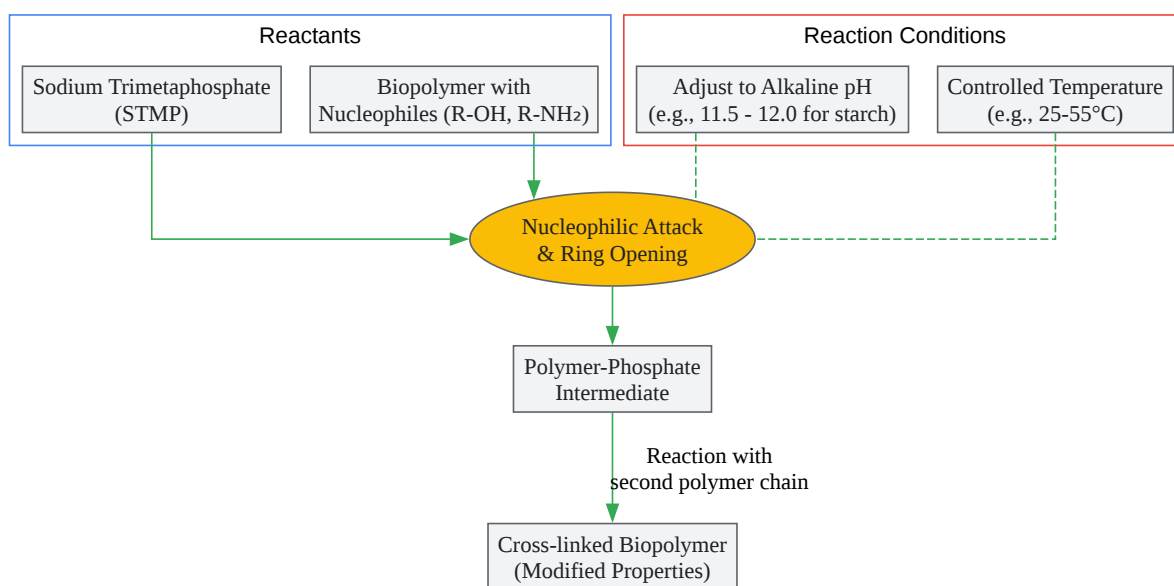 Reactants
Reaction Conditions
Sodium Trimetaphosphate
(STMP)
Biopolymer with
Nucleophiles (R-OH, R-NH₂)
Adjust to Alkaline pH
(e.g., 11.5 - 12.0 for starch)
Controlled Temperature
(e.g., 25-55°C)
Nucleophilic Attack
& Ring Opening
Polymer-Phosphate
Intermediate
Reaction with
second polymer chain
Cross-linked Biopolymer
(Modified Properties)